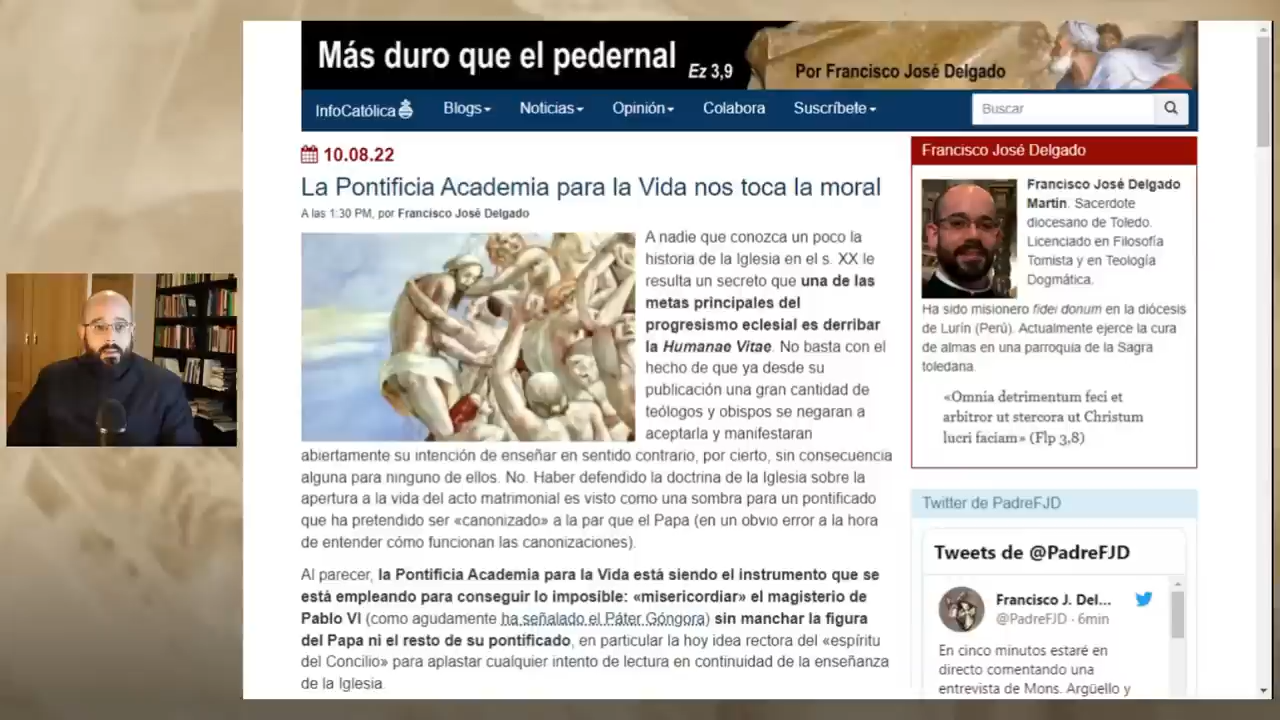 Más duro que el pedernal Ez 3,9
Por Francisco José Delgado
InfoCatólica Blogs Noticias Opinión Colabora Suscríbete Buscar
10.08.22
La Pontificia Academia para la Vida nos toca la moral
A las 1:30 PM, por Francisco José Delgado
A nadie que conozca un poco la
historia de la Iglesia en el s. XX le
resulta un secreto que una de las
metas principales del
progresismo eclesial es derribar
la Humanae Vitae. No basta con el
hecho de que ya desde su
publicación una gran cantidad de
teólogos y obispos se negaran a
aceptarla y manifestaran
abiertamente su intención de enseñar en sentido contrario, por cierto, sin consecuencia
alguna para ninguno de ellos. No. Haber defendido la doctrina de la Iglesia sobre la
apertura a la vida del acto matrimonial es visto como una sombra para un pontificado
que ha pretendido ser «canonizado» a la par que el Papa (en un obvio error a la hora
de entender cómo funcionan las canonizaciones).
Al parecer, la Pontificia Academia para la Vida está siendo el instrumento que se
está empleando para conseguir lo imposible: «misericordiar» el magisterio de
Pablo VI (como agudamente ha señalado el Páter Góngora) sin manchar la figura
del Papa ni el resto de su pontificado, en particular la hoy idea rectora del «espíritu
del Concilio» para aplastar cualquier intento de lectura en continuidad de la enseñanza
de la Iglesia.
Francisco José Delgado
Francisco José Delgado
Martín. Sacerdote
diocesano de Toledo.
Licenciado en Filosofía
Tomista y en Teología
Dogmática.
Ha sido misionero fidei donum en la diócesis
de Lurín (Perú). Actualmente ejerce la cura
de almas en una parroquia de la Sagra
toledana.
«Omnia detrimentum feci et
arbitror ut stercora ut Christum
lucri faciam» (Flp 3,8)
Twitter de PadreFJD
Tweets de @PadreFJD
Francisco J. Del...
@PadreFJD · 6min
En cinco minutos estaré en
directo comentando una
entrevista de Mons. Argüello y